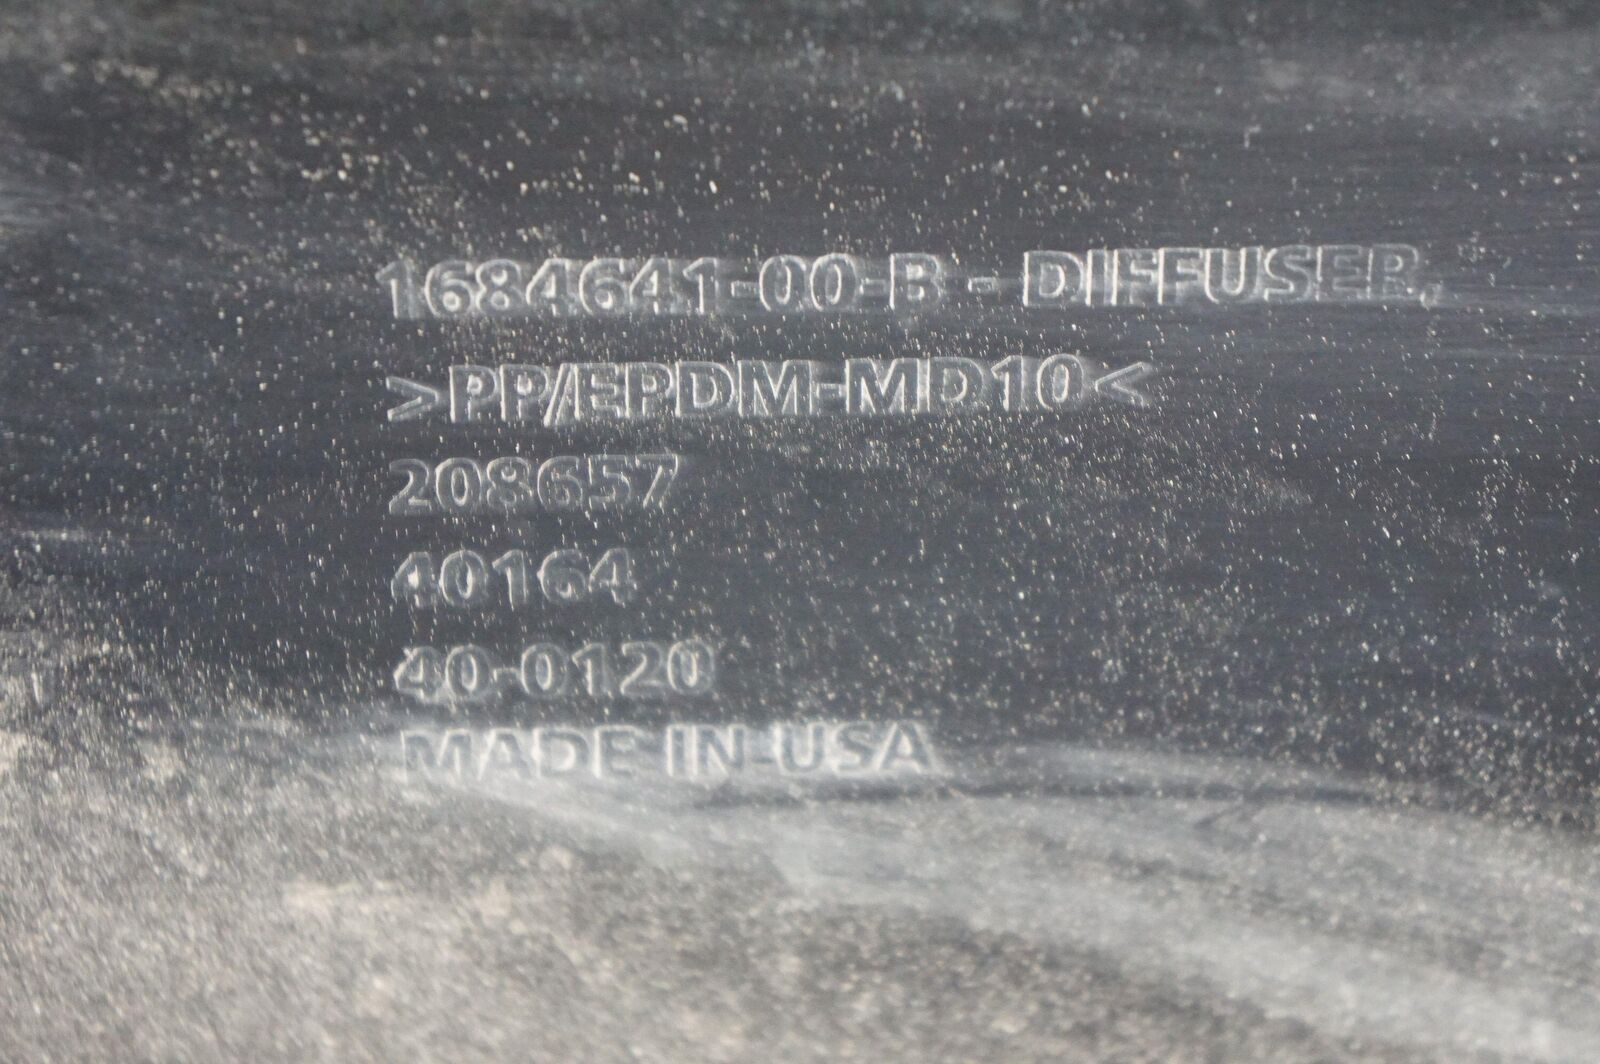 1684641-00-B - DIFFUSER,
>PP/EPDM-MD10<
208657
40164
40-0120
MADE IN USA